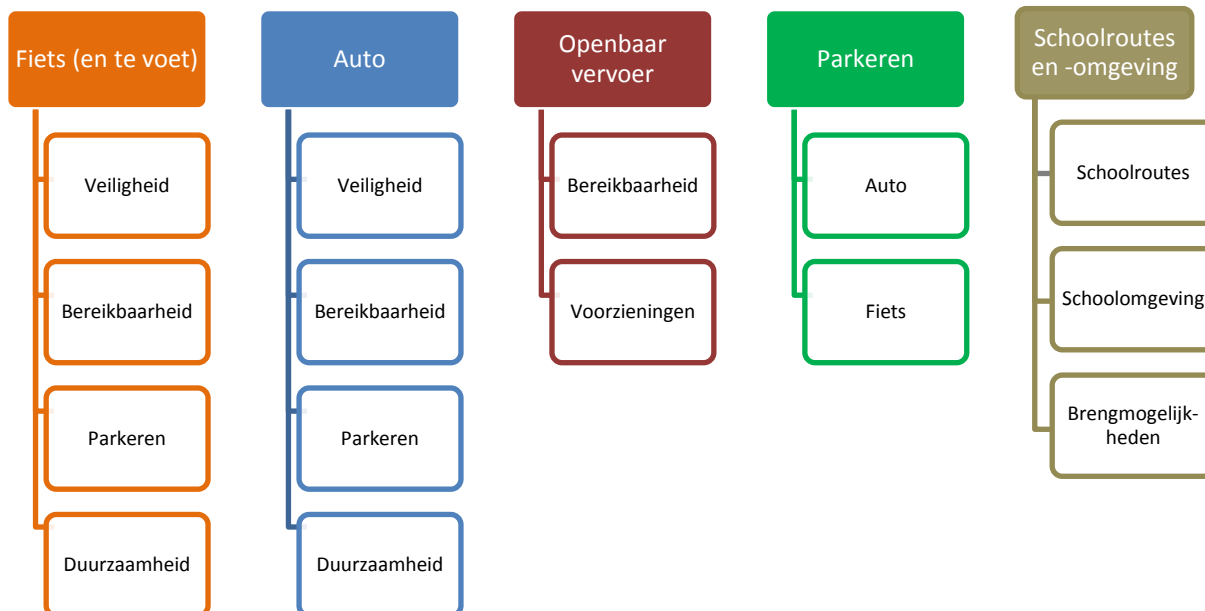 Fiets (en te voet)
Veiligheid
Bereikbaarheid
Parkeren
Duurzaamheid
Auto
Veiligheid
Bereikbaarheid
Parkeren
Duurzaamheid
Openbaar
vervoer
Bereikbaarheid
Voorzieningen
Parkeren
Auto
Fiets
Schoolroutes
en -omgeving
Schoolroutes
Schoolomgeving
Brengmogelijk-
heden